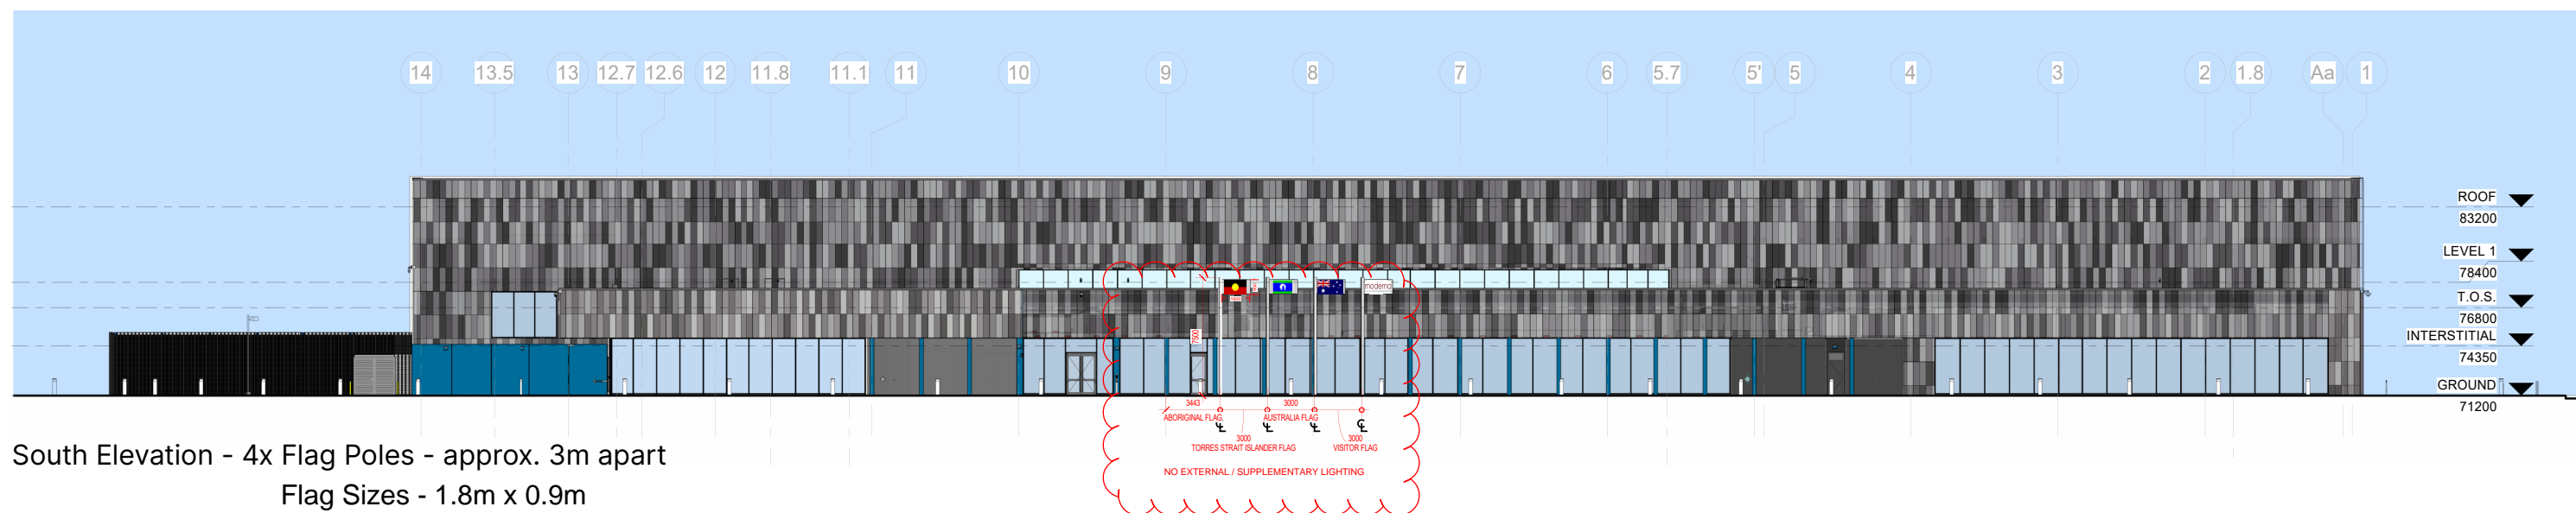 14 13.5 13 12.7 12.6 12 11.8 11.1 11 10 9 8 7 6 5.7 5' 5 4 3 2 1.8 Aa 1
ROOF
83200
LEVEL 1
78400
T.O.S.
76800
INTERSTITIAL
74350
GROUND
71200
moderna
1800
7500
3443 3000
ABORIGINAL FLAG AUSTRALIA FLAG
3000 3000
TORRES STRAIT ISLANDER FLAG VISITOR FLAG
NO EXTERNAL / SUPPLEMENTARY LIGHTING
South Elevation - 4x Flag Poles - approx. 3m apart
Flag Sizes - 1.8m x 0.9m